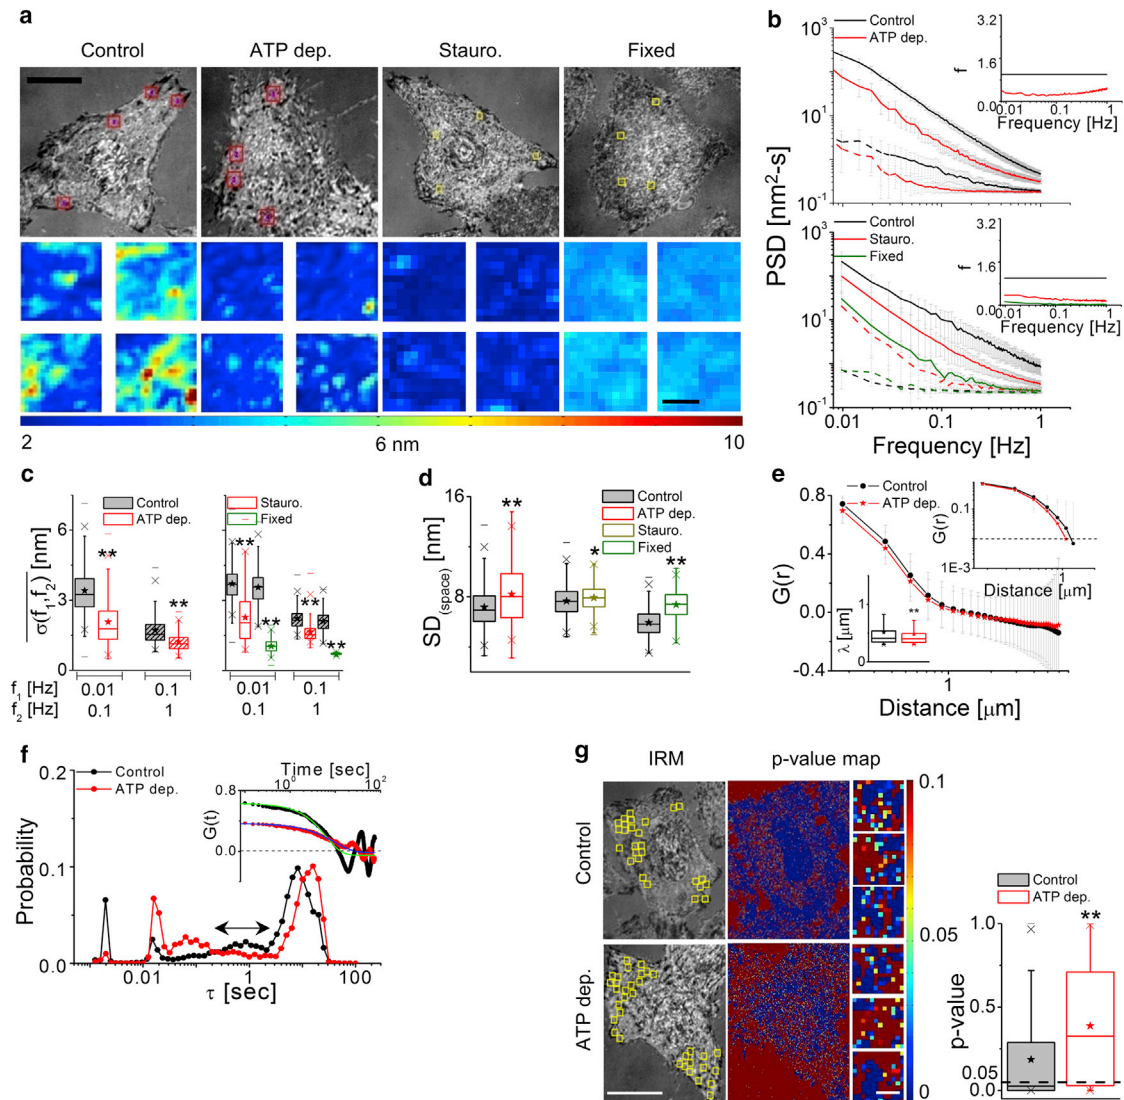 a
Control
ATP dep.
Stauro.
Fixed
2
6 nm
10
b
Control
ATP dep.
3.2
1.6
0.0
f
0.01
0.1
1
Frequency [Hz]
10³
10¹
10⁻¹
Control
Stauro.
Fixed
3.2
1.6
0.0
f
0.01
0.1
1
Frequency [Hz]
10³
10¹
10⁻¹
PSD [nm²-s]
0.01
0.1
1
Frequency [Hz]
c
Control
ATP dep.
Stauro.
Fixed
σ(f₁,f₂) [nm]
6
3
0
**
**
**
**
**
**
f₁ [Hz]
0.01
0.1
0.01
0.1
f₂ [Hz]
0.1
1
0.1
1
d
SD (space) [nm]
16
8
0
Control
ATP dep.
Stauro.
Fixed
**
*
**
e
Control
ATP dep.
G(r)
0.8
0.4
0.0
-0.4
1
Distance [μm]
G(r)
0.1
1E-3
1
Distance [μm]
λ [μm]
1
0
**
f
Control
ATP dep.
Probability
0.2
0.1
0.0
0.01
1
100
τ [sec]
Time [sec]
10⁰
10²
G(t)
0.8
0.0
g
IRM
p-value map
Control
ATP dep.
0.1
0.05
0
Control
ATP dep.
p-value
1.0
0.5
0.05
0.0
**